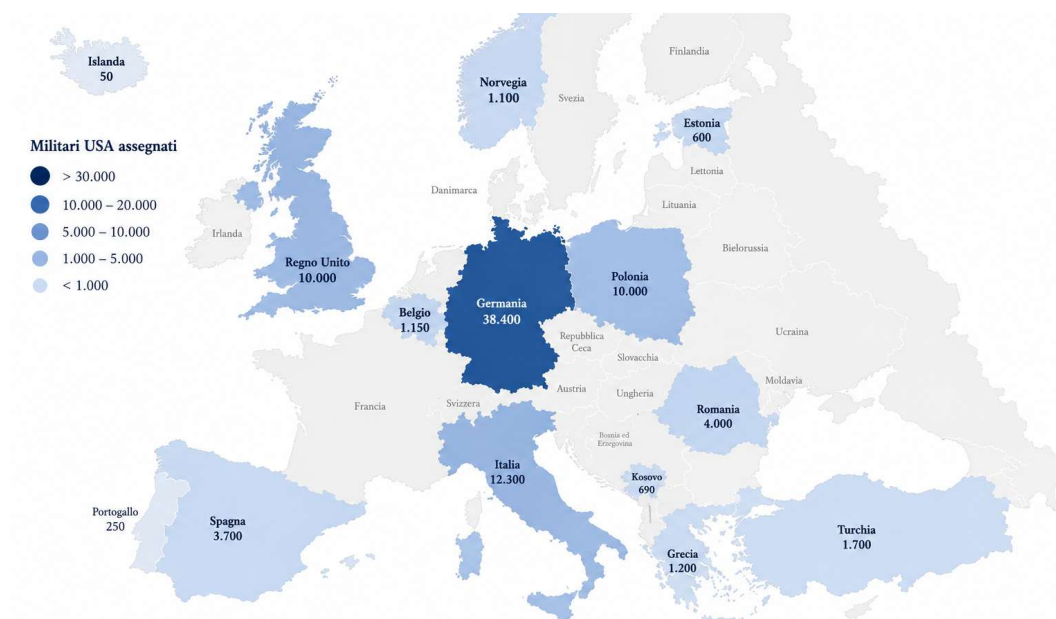 Islanda
50
Norvegia
1.100
Svezia
Finlandia
Estonia
600
Lettonia
Lituania
Bielorussia
Danimarca
Militari USA assegnati
> 30.000
10.000 – 20.000
5.000 – 10.000
1.000 – 5.000
< 1.000
Irlanda
Regno Unito
10.000
Belgio
1.150
Germania
38.400
Polonia
10.000
Repubblica
Ceca
Slovacchia
Ucraina
Austria
Ungheria
Moldavia
Francia
Svizzera
Romania
4.000
Bosnia ed
Erzegovina
Italia
12.300
Kosovo
690
Portogallo
250
Spagna
3.700
Grecia
1.200
Turchia
1.700